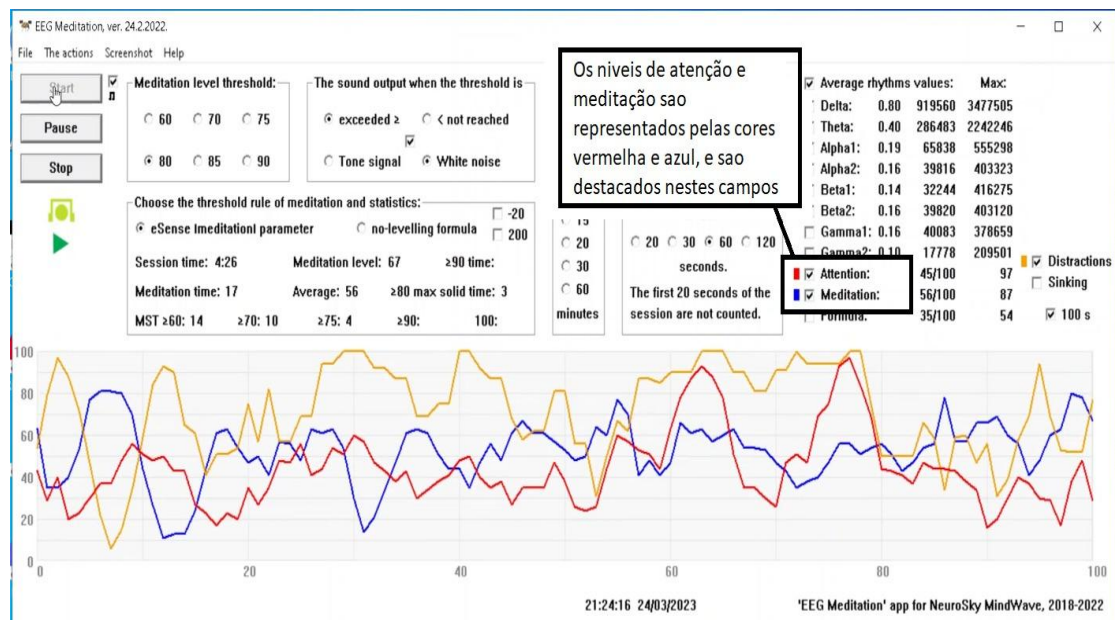 EEG Meditation, ver. 24.2.2022.
File The actions Screenshot Help
Start
Pause
Stop
n
Meditation level threshold:
60 70 75
80 85 90
The sound output when the threshold is
exceeded ≥ < not reached
Tone signal White noise
Os niveis de atenção e
meditação sao
representados pelas cores
vermelha e azul, e sao
destacados nestes campos
Choose the threshold rule of meditation and statistics:
eSense lmeditationl parameter no-levelling formula
-20
200
Session time: 4:26 Meditation level: 67 ≥90 time:
Meditation time: 17 Average: 56 ≥80 max solid time: 3
MST ≥60: 14 ≥70: 10 ≥75: 4 ≥90: 100:
15
20
30
60
minutes
20 30 60 120
seconds.
The first 20 seconds of the
session are not counted.
Average rhythms values: Max:
Delta: 0.80 919560 3477505
Theta: 0.40 286483 2242246
Alpha1: 0.19 65838 555298
Alpha2: 0.16 39816 403323
Beta1: 0.14 32244 416275
Beta2: 0.16 39820 403120
Gamma1: 0.16 40083 378659
Gamma2: 0.10 17778 209501
Attention: 45/100 97
Meditation: 56/100 87
Formula: 35/100 54
Distractions
Sinking
100 s
100
80
60
40
20
0
0 20 40 60 80 100
21:24:16 24/03/2023 'EEG Meditation' app for NeuroSky MindWave, 2018-2022